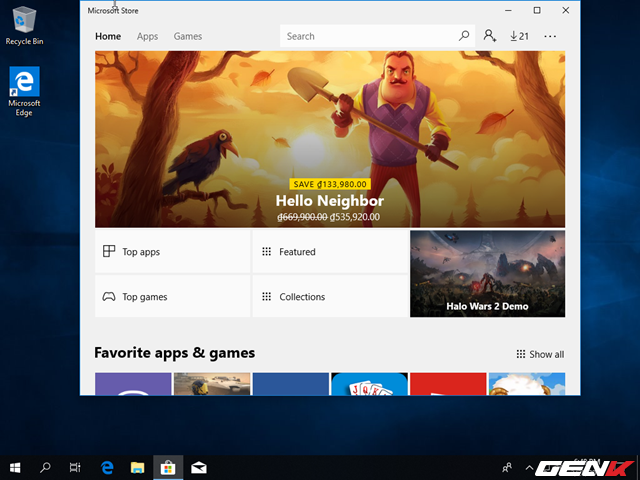 Recycle Bin
Microsoft
Edge
Microsoft Store
Home Apps Games
Search
21
SAVE ₫133,980.00
Hello Neighbor
₫669,900.00 ₫535,920.00
Top apps
Featured
Top games
Collections
Halo Wars 2 Demo
Favorite apps & games
Show all
GENK